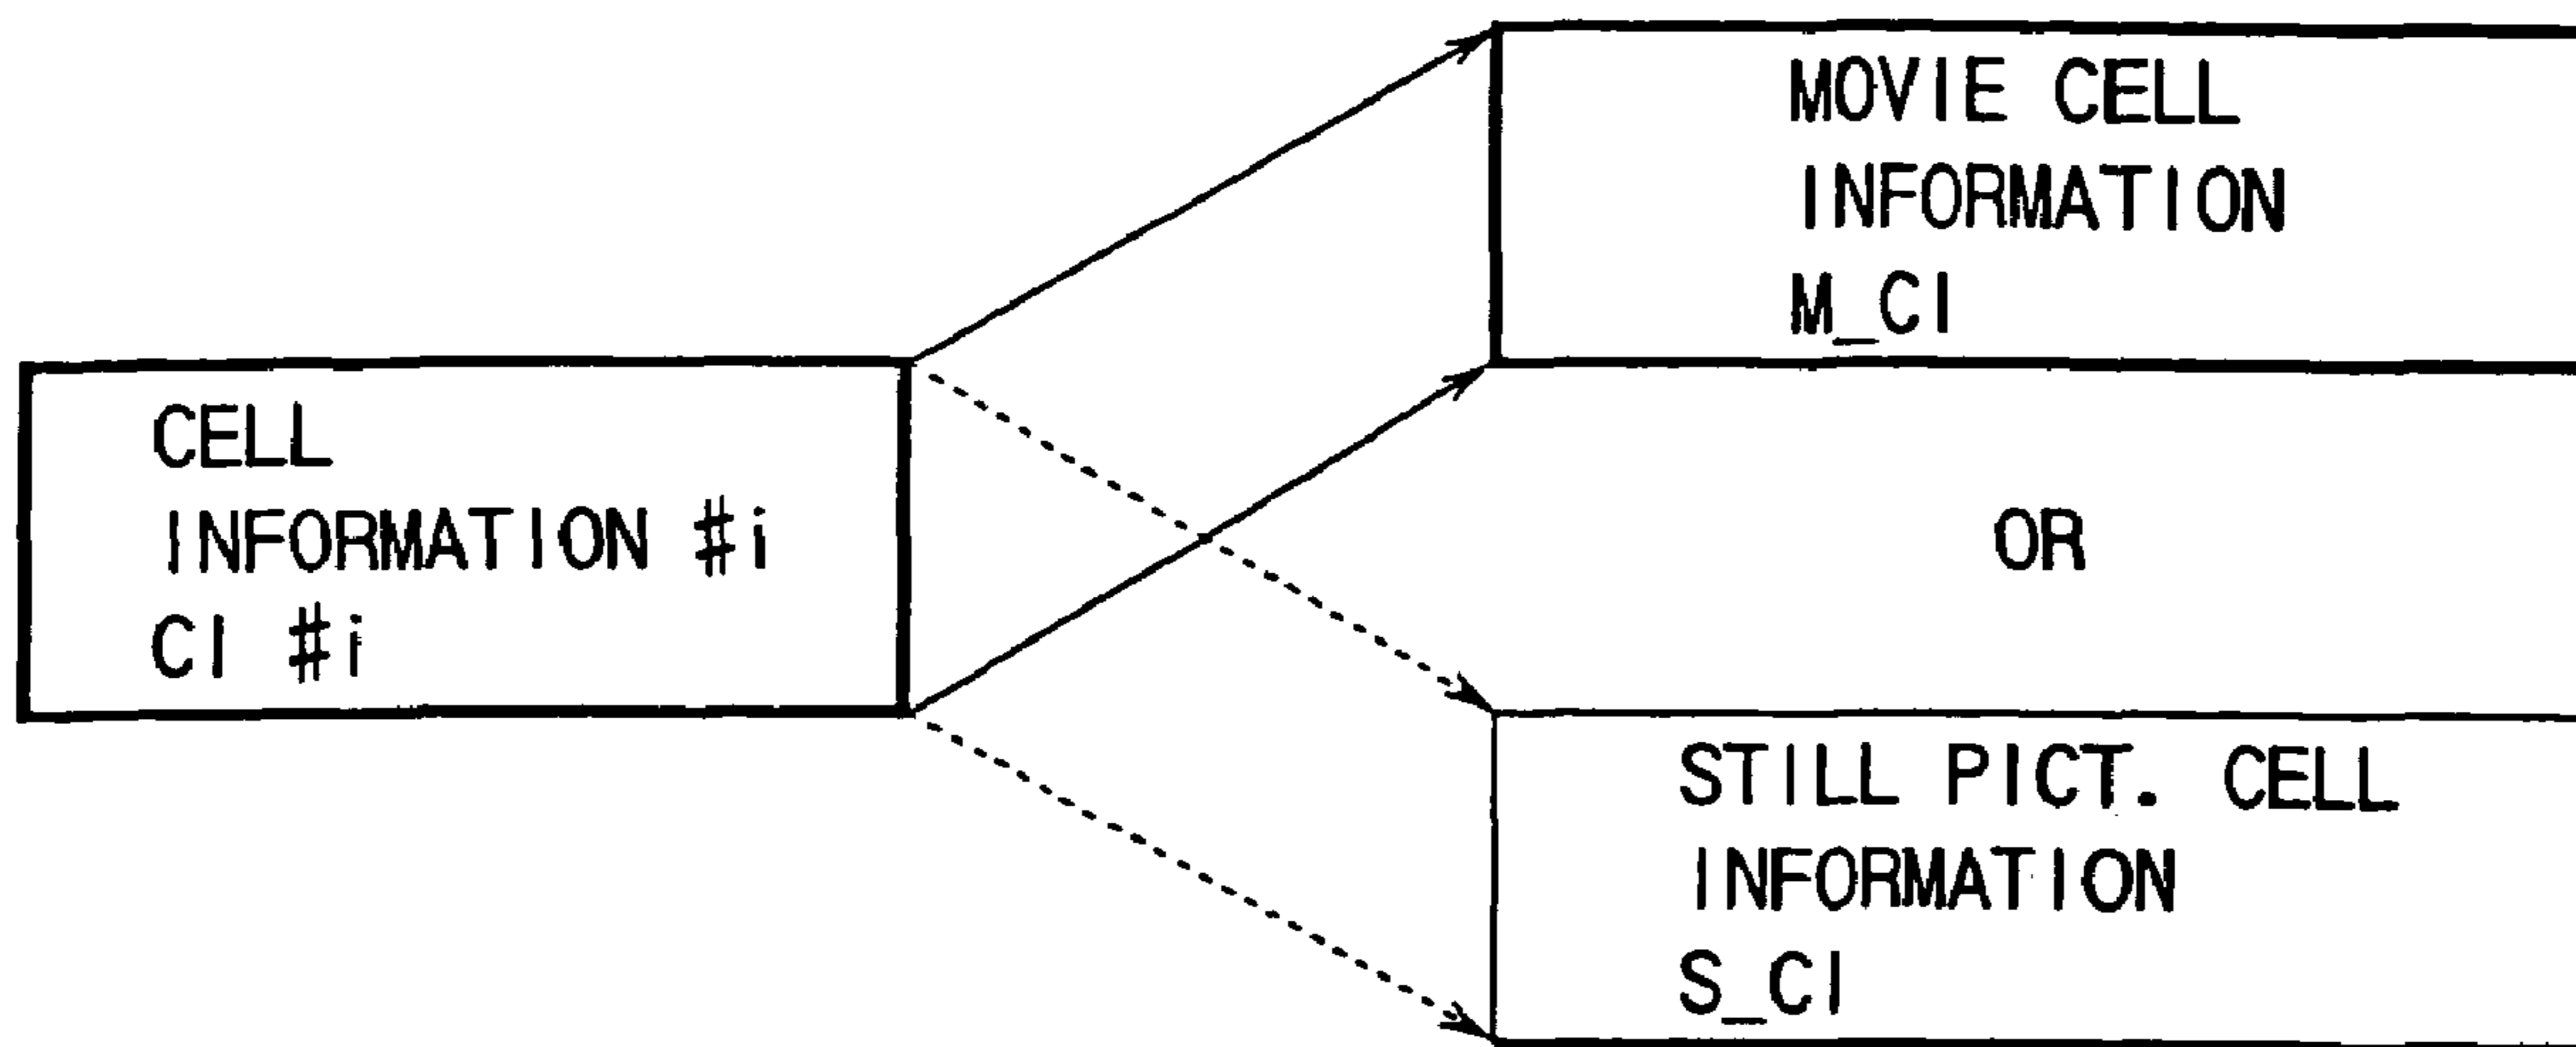 MOVIE CELL
INFORMATION
M_CI
CELL
INFORMATION #i
CI #i
OR
STILL PICT. CELL
INFORMATION
S_CI